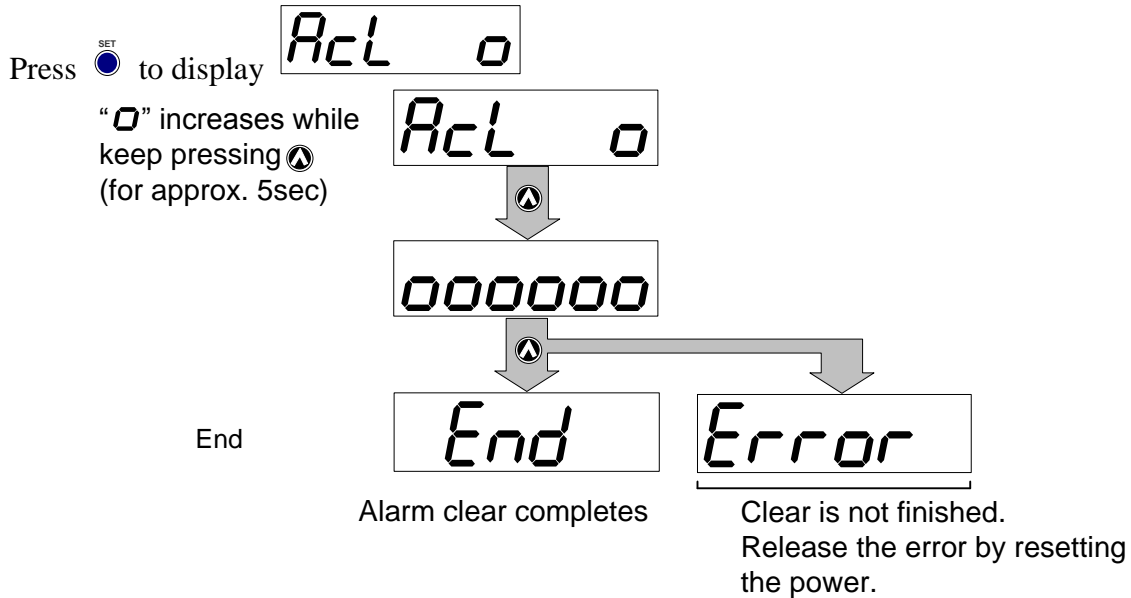 SET
Press to display AcL o
“o” increases while
keep pressing
(for approx. 5sec)
AcL o
oooooo
End
End
Error
Alarm clear completes
Clear is not finished.
Release the error by resetting
the power.